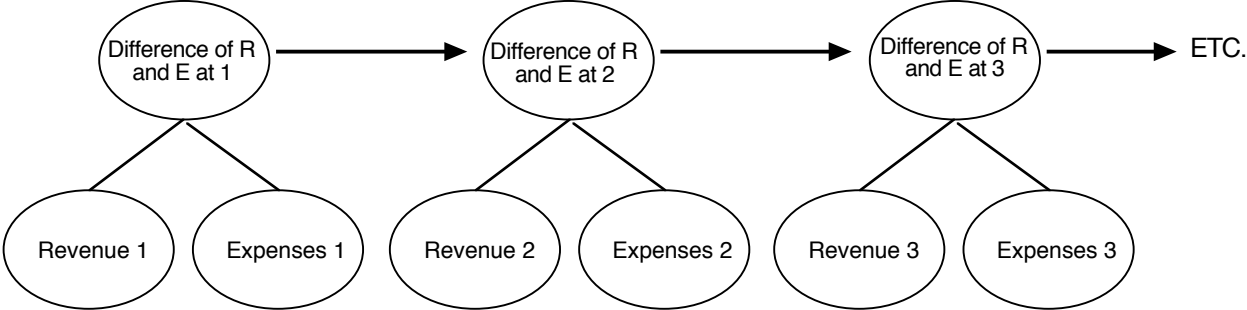 Difference of R
and E at 1
Difference of R
and E at 2
Difference of R
and E at 3
ETC.
Revenue 1
Expenses 1
Revenue 2
Expenses 2
Revenue 3
Expenses 3